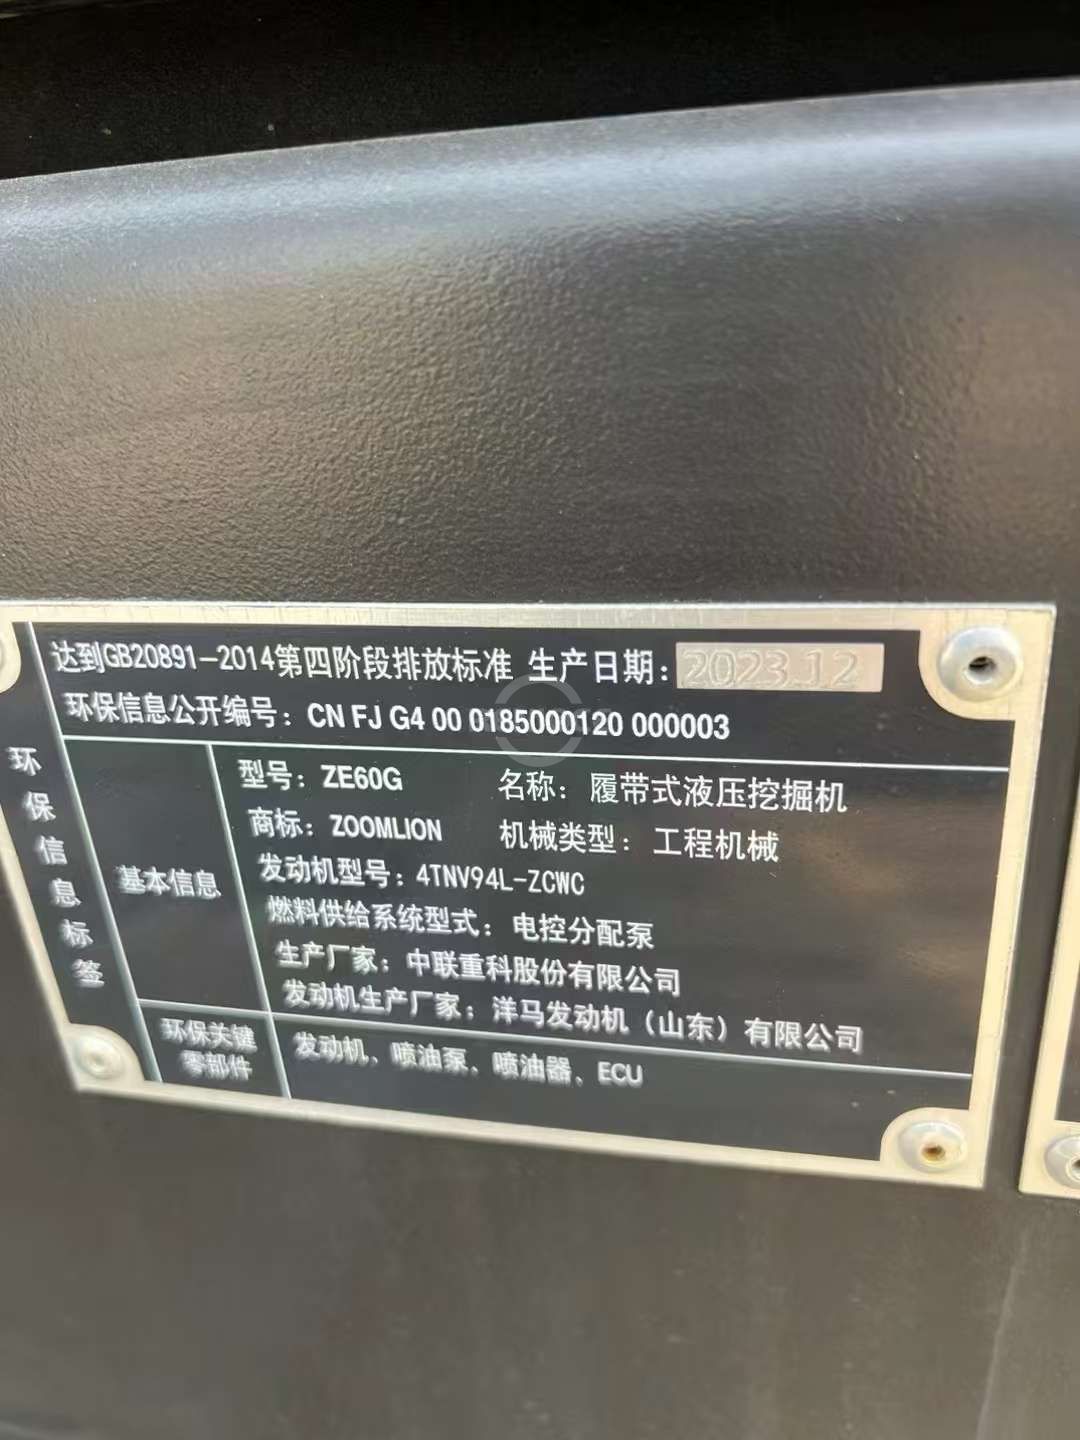 达到GB20891-2014第四阶段排放标准 生产日期：2023.12
环保信息公开编号：CN FJ G4 00 0185000120 000003
环保信息标签
基本信息
型号：ZE60G 名称：履带式液压挖掘机
商标：ZOOMLION 机械类型：工程机械
发动机型号：4TNV94L-ZCWC
燃料供给系统型式：电控分配泵
生产厂家：中联重科股份有限公司
发动机生产厂家：洋马发动机（山东）有限公司
环保关键
零部件
发动机、喷油泵、喷油器、ECU